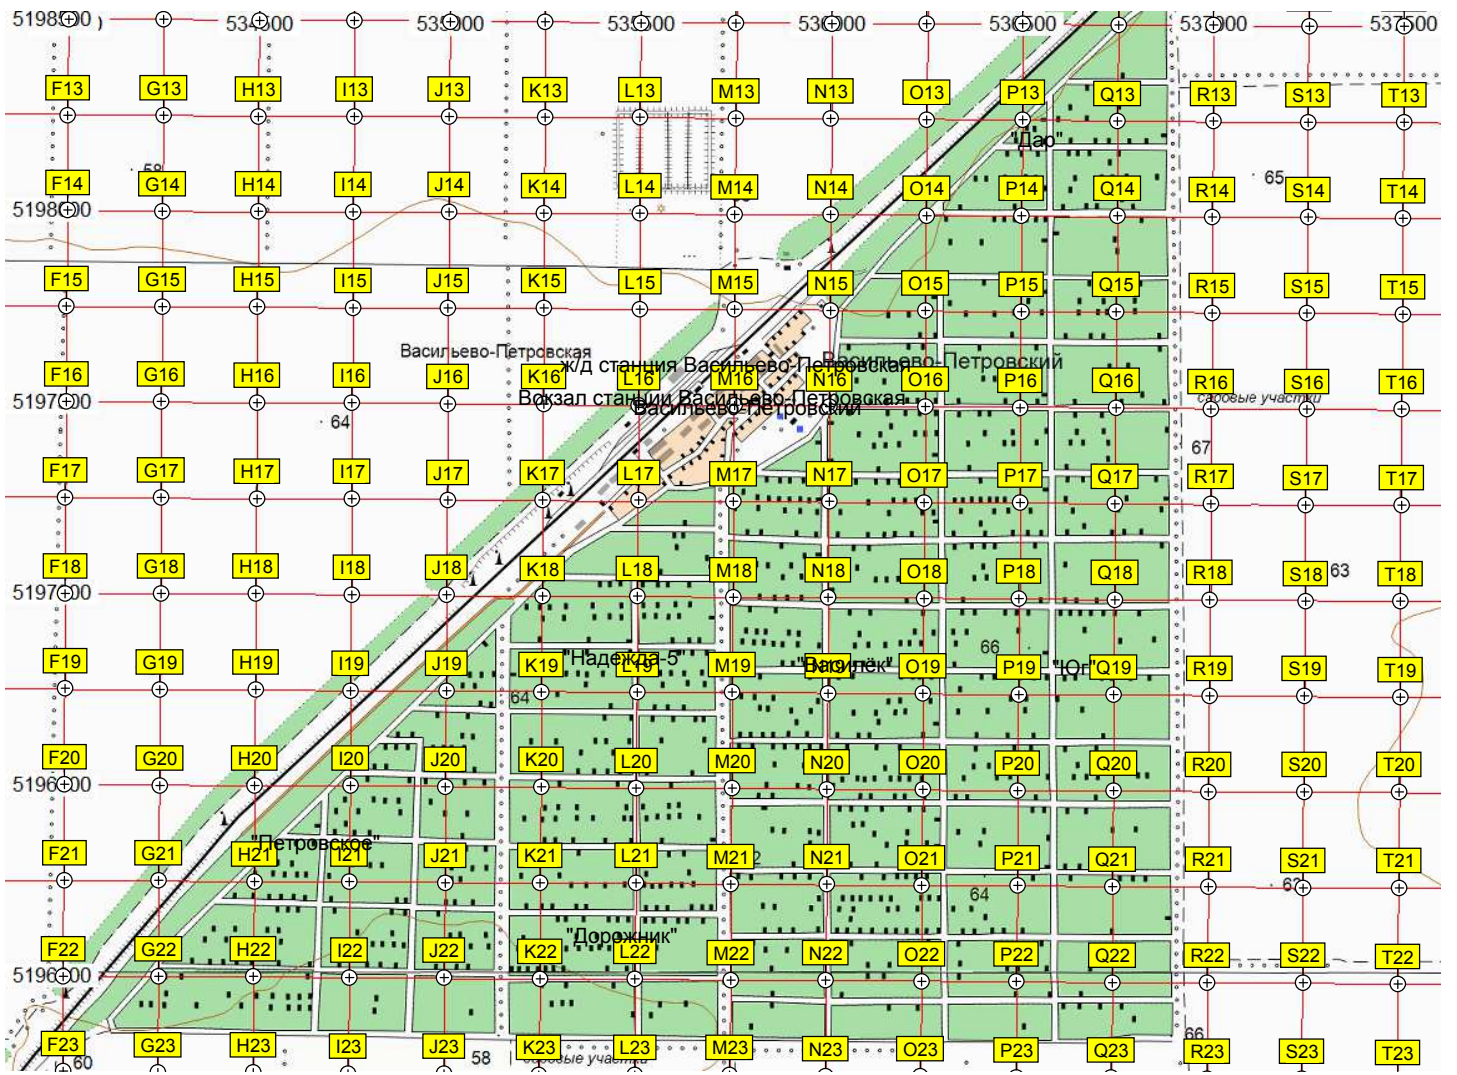 534500 535000 535500 536000 536500 537000 537500
F13 G13 H13 I13 J13 K13 L13 M13 N13 O13 P13 Q13 R13 S13 T13
"Дар"
58
65
F14 G14 H14 I14 J14 K14 L14 M14 N14 O14 P14 Q14 R14 S14 T14
F15 G15 H15 I15 J15 K15 L15 M15 N15 O15 P15 Q15 R15 S15 T15
Васильево-Петровская
ж/д станция Васильево-Петровская
Васильево-Петровский
F16 G16 H16 I16 J16 K16 L16 M16 N16 O16 P16 Q16 R16 S16 T16
Вокзал станции Васильево-Петровская
садовые участки
Васильево-Петровский
64
67
F17 G17 H17 I17 J17 K17 L17 M17 N17 O17 P17 Q17 R17 S17 T17
F18 G18 H18 I18 J18 K18 L18 M18 N18 O18 P18 Q18 R18 S18 63 T18
66
"Надежда-5"
"Василёк"
"Юг"
F19 G19 H19 I19 J19 K19 L19 M19 N19 O19 P19 Q19 R19 S19 T19
64
F20 G20 H20 I20 J20 K20 L20 M20 N20 O20 P20 Q20 R20 S20 T20
"Петровское"
F21 G21 H21 I21 J21 K21 L21 M21 N21 O21 P21 Q21 R21 S21 T21
64
"Дорожник"
F22 G22 H22 I22 J22 K22 L22 M22 N22 O22 P22 Q22 R22 S22 T22
66
F23 G23 H23 I23 J23 K23 L23 M23 N23 O23 P23 Q23 R23 S23 T23
60
58
садовые участки